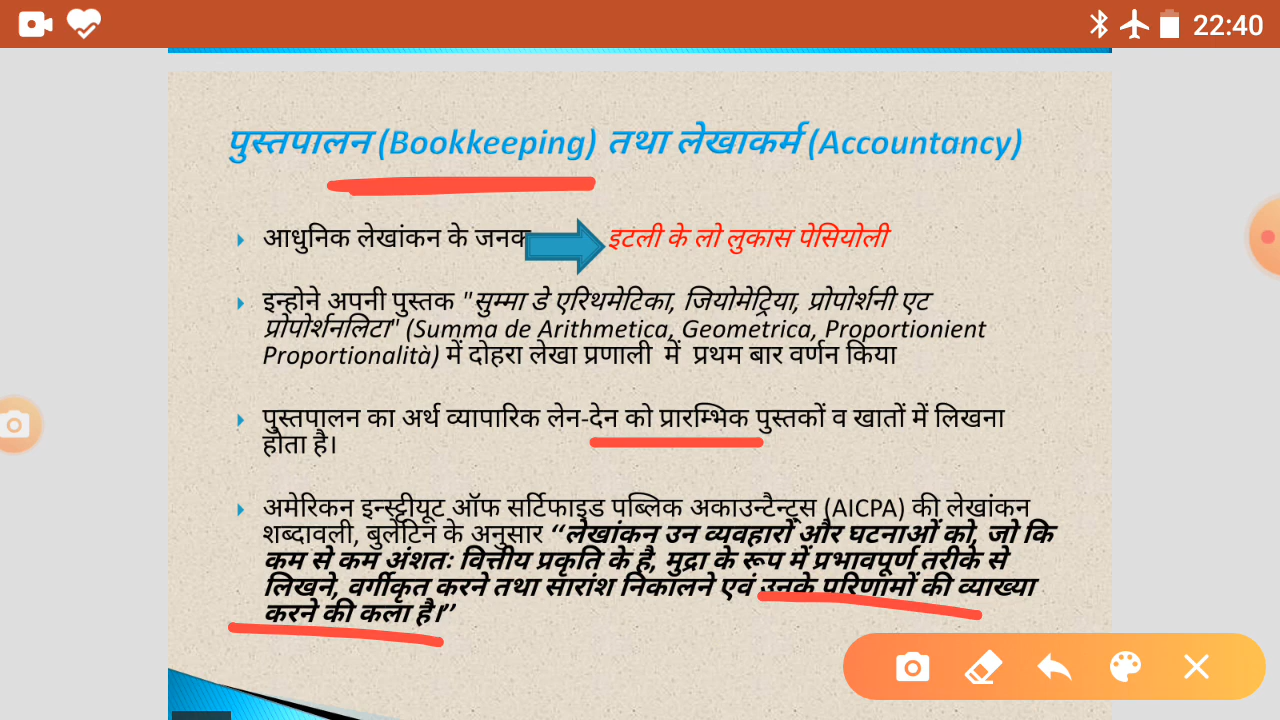 22:40
पुस्तपालन (Bookkeeping) तथा लेखाकर्म (Accountancy)
आधुनिक लेखांकन के जनक इटली के लो लुकास पेसियोली
इन्होने अपनी पुस्तक "सुम्मा डे एरिथमेटिका, जियोमेट्रिया, प्रोपोर्शनी एट
प्रोपोर्शनलिटा" (Summa de Arithmetica, Geometrica, Proportionient
Proportionalità) में दोहरा लेखा प्रणाली में प्रथम बार वर्णन किया
पुस्तपालन का अर्थ व्यापारिक लेन-देन को प्रारम्भिक पुस्तकों व खातों में लिखना
होता है।
अमेरिकन इन्स्ट्रीयूट ऑफ सर्टिफाइड पब्लिक अकाउन्टैन्ट्स (AICPA) की लेखांकन
शब्दावली, बुलेटिन के अनुसार “लेखांकन उन व्यवहारों और घटनाओं को, जो कि
कम से कम अंशतः वित्तीय प्रकृति के है, मुद्रा के रूप में प्रभावपूर्ण तरीके से
लिखने, वर्गीकृत करने तथा सारांश निकालने एवं उनके परिणामों की व्याख्या
करने की कला है।”